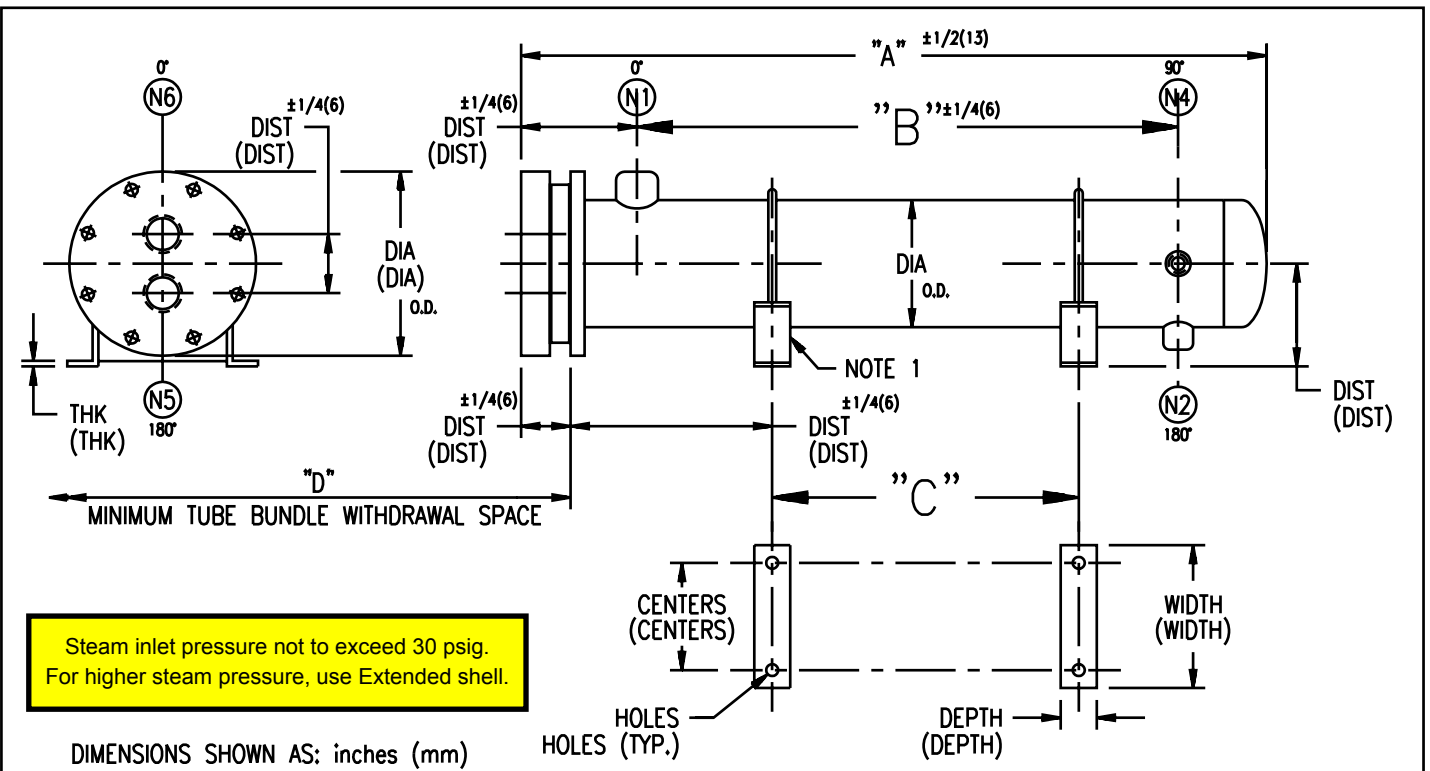 0°
N6
±1/4(6)
DIST
(DIST)
DIA
(DIA)
O.D.
THK
(THK)
N5
180°
"A" ±1/2(13)
±1/4(6)
DIST
(DIST)
0°
N1
"B"±1/4(6)
90°
N4
DIA
O.D.
NOTE 1
DIST
(DIST)
N2
180°
±1/4(6)
DIST
(DIST)
±1/4(6)
DIST
(DIST)
"D"
MINIMUM TUBE BUNDLE WITHDRAWAL SPACE
"C"
CENTERS
(CENTERS)
WIDTH
(WIDTH)
HOLES
HOLES (TYP.)
DEPTH
(DEPTH)
Steam inlet pressure not to exceed 30 psig.
For higher steam pressure, use Extended shell.
DIMENSIONS SHOWN AS: inches (mm)